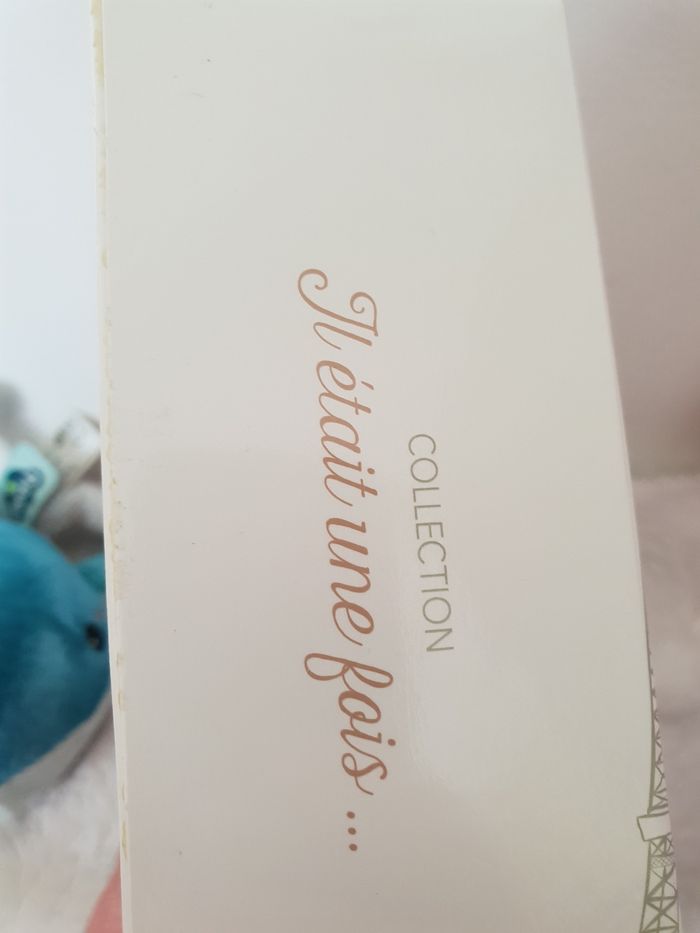 COLLECTION
Il était une fois ...